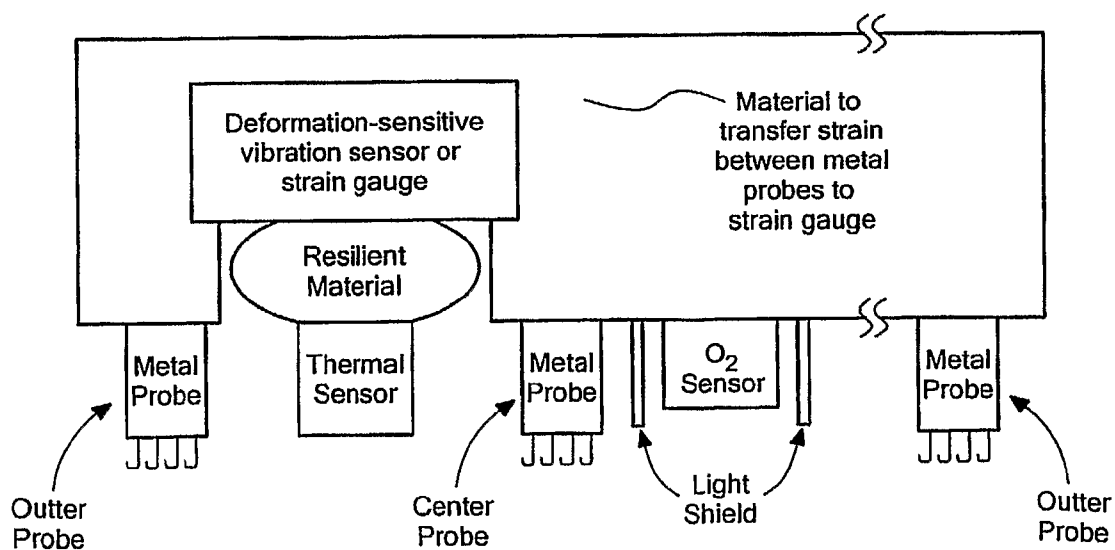 Deformation-sensitive
vibration sensor or
strain gauge
Material to
transfer strain
between metal
probes to
strain gauge
Resilient
Material
Metal
Probe
Thermal
Sensor
Metal
Probe
O2
Sensor
Metal
Probe
Outter
Probe
Center
Probe
Light
Shield
Outter
Probe